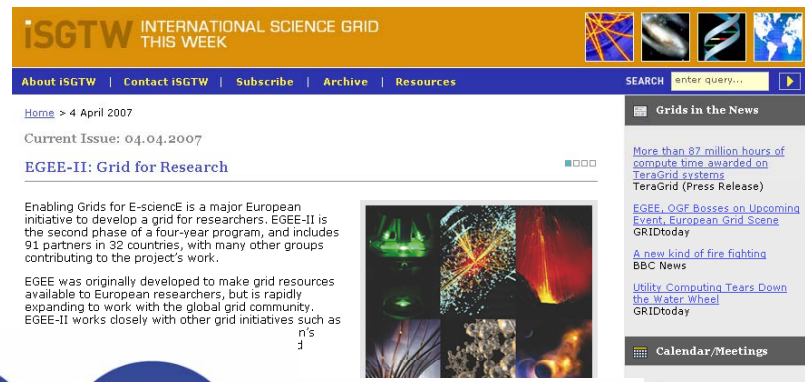 iSGTW INTERNATIONAL SCIENCE GRID
THIS WEEK
About iSGTW | Contact iSGTW | Subscribe | Archive | Resources
SEARCH enter query...
Home > 4 April 2007
Current Issue: 04.04.2007
EGEE-II: Grid for Research
Enabling Grids for E-sciencE is a major European
initiative to develop a grid for researchers. EGEE-II is
the second phase of a four-year program, and includes
91 partners in 32 countries, with many other groups
contributing to the project's work.
EGEE was originally developed to make grid resources
available to European researchers, but is rapidly
expanding to work with the global grid community.
EGEE-II works closely with other grid initiatives such as
n's
Grids in the News
More than 87 million hours of
compute time awarded on
TeraGrid systems
TeraGrid (Press Release)
EGEE, OGF Bosses on Upcoming
Event, European Grid Scene
GRIDtoday
A new kind of fire fighting
BBC News
Utility Computing Tears Down
the Water Wheel
GRIDtoday
Calendar/Meetings